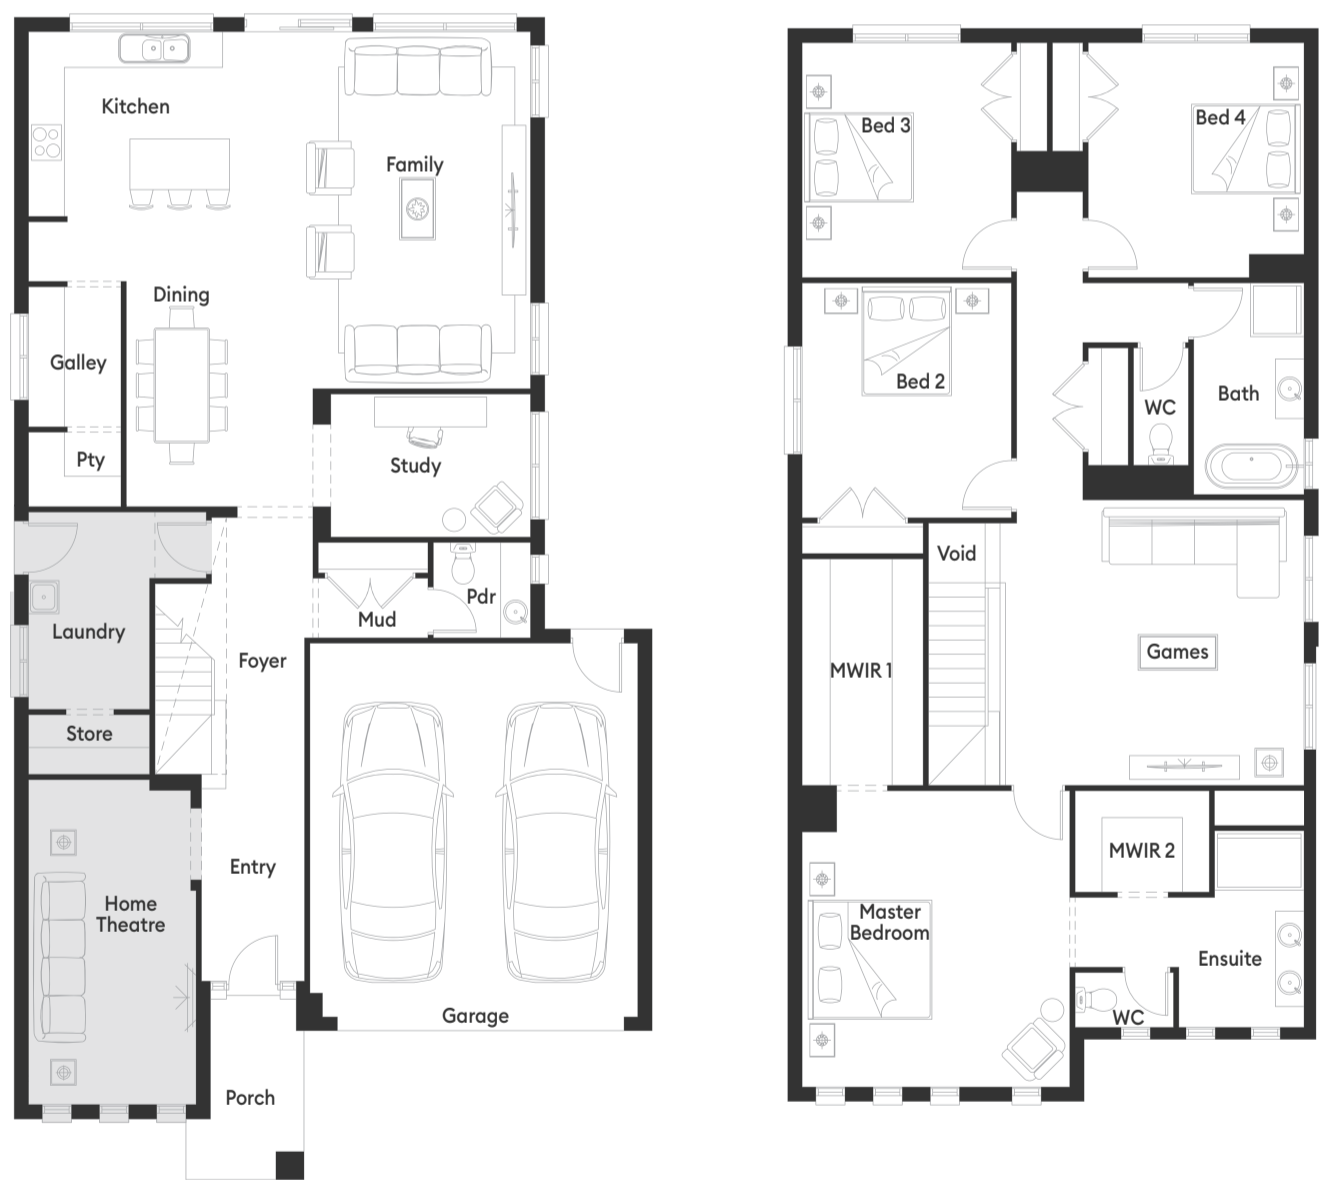 Kitchen
Family
Dining
Galley
Pty
Study
Mud
Pdr
Laundry
Foyer
Store
Entry
Home
Theatre
Garage
Porch
Bed 3
Bed 4
Bed 2
WC
Bath
Void
Games
MWIR 1
MWIR 2
Master
Bedroom
Ensuite
WC